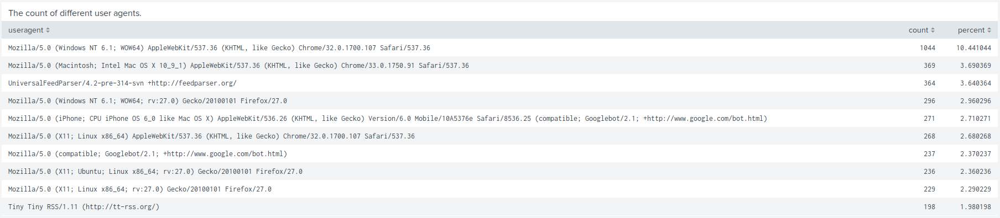 The count of different user agents.
useragent count percent
Mozilla/5.0 (Windows NT 6.1; WOW64) AppleWebKit/537.36 (KHTML, like Gecko) Chrome/32.0.1700.107 Safari/537.36 1044 10.441044
Mozilla/5.0 (Macintosh; Intel Mac OS X 10_9_1) AppleWebKit/537.36 (KHTML, like Gecko) Chrome/33.0.1750.91 Safari/537.36 369 3.690369
UniversalFeedParser/4.2-pre-314-svn +http://feedparser.org/ 364 3.640364
Mozilla/5.0 (Windows NT 6.1; WOW64; rv:27.0) Gecko/20100101 Firefox/27.0 296 2.960296
Mozilla/5.0 (iPhone; CPU iPhone OS 6_0 like Mac OS X) AppleWebKit/536.26 (KHTML, like Gecko) Version/6.0 Mobile/10A5376e Safari/8536.25 (compatible; Googlebot/2.1; +http://www.google.com/bot.html) 271 2.710271
Mozilla/5.0 (X11; Linux x86_64) AppleWebKit/537.36 (KHTML, like Gecko) Chrome/32.0.1700.107 Safari/537.36 268 2.680268
Mozilla/5.0 (compatible; Googlebot/2.1; +http://www.google.com/bot.html) 237 2.370237
Mozilla/5.0 (X11; Ubuntu; Linux x86_64; rv:27.0) Gecko/20100101 Firefox/27.0 236 2.360236
Mozilla/5.0 (X11; Linux x86_64; rv:27.0) Gecko/20100101 Firefox/27.0 229 2.290229
Tiny Tiny RSS/1.11 (http://tt-rss.org/) 198 1.980198